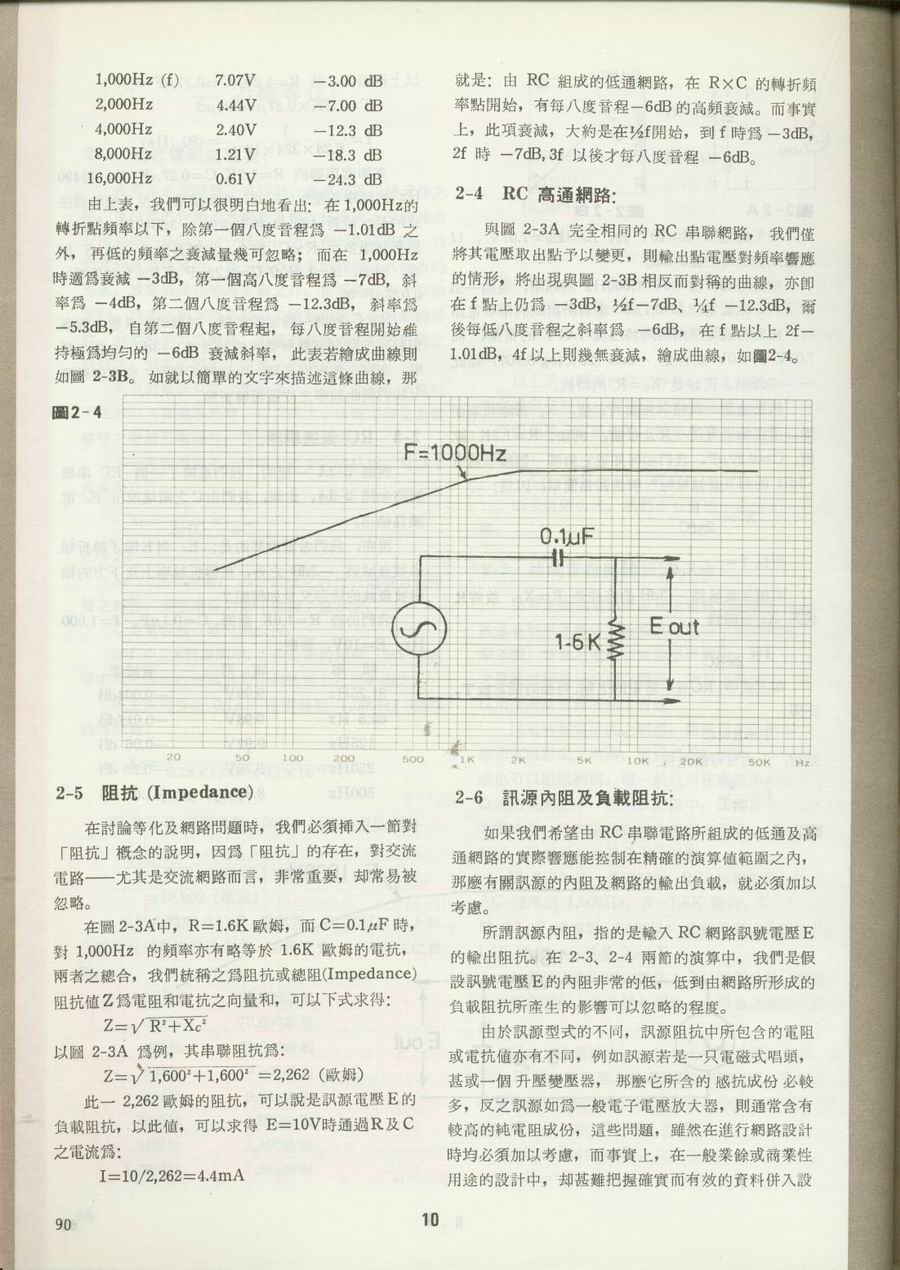 1,000Hz (f) 7.07V −3.00 dB
2,000Hz 4.44V −7.00 dB
4,000Hz 2.40V −12.3 dB
8,000Hz 1.21V −18.3 dB
16,000Hz 0.61V −24.3 dB
由上表，我們可以很明白地看出：在1,000Hz的
轉折點頻率以下，除第一個八度音程爲 −1.01dB 之
外，再低的頻率之衰減量幾可忽略；而在 1,000Hz
時適爲衰減 −3dB，第一個高八度音程爲 −7dB，斜
率爲 −4dB，第二個八度音程爲 −12.3dB，斜率爲
−5.3dB，自第二個八度音程起，每八度音程開始維
持極爲均勻的 −6dB 衰減斜率，此表若繪成曲線則
如圖 2-3B。如就以簡單的文字來描述這條曲線，那
就是：由 RC 組成的低通網路，在 R×C 的轉折頻
率點開始，有每八度音程−6dB的高頻衰減。而事實
上，此項衰減，大約是在½f開始，到 f 時爲 −3dB，
2f 時 −7dB, 3f 以後才每八度音程 −6dB。
2-4 RC 高通網路：
與圖 2-3A 完全相同的 RC 串聯網路，我們僅
將其電壓取出點予以變更，則輸出點電壓對頻率響應
的情形，將出現與圖 2-3B 相反而對稱的曲線，亦卽
在 f 點上仍爲 −3dB，½f−7dB、¼f −12.3dB，爾
後每低八度音程之斜率爲 −6dB，在 f 點以上 2f−
1.01dB，4f 以上則幾無衰減，繪成曲線，如圖2-4。
圖2-4
F=1000Hz
0.1μF
1-6K
E out
20 50 100 200 500 1K 2K 5K 10K 20K 50K Hz
2-5 阻抗 (Impedance)
在討論等化及網路問題時，我們必須揷入一節對
「阻抗」槪念的說明，因爲「阻抗」的存在，對交流
電路——尤其是交流網路而言，非常重要，却常易被
忽略。
在圖 2-3A中，R=1.6K 歐姆，而 C=0.1μF 時，
對 1,000Hz 的頻率亦有略等於 1.6K 歐姆的電抗，
兩者之總合，我們統稱之爲阻抗或總阻(Impedance)
阻抗値 Z 爲電阻和電抗之向量和，可以下式求得：
Z=√R²+Xc²
以圖 2-3A 爲例，其串聯阻抗爲：
Z=√1,600²+1,600² =2,262 (歐姆)
此一 2,262 歐姆的阻抗，可以說是訊源電壓 E 的
負載阻抗，以此値，可以求得 E=10V時通過R及C
之電流爲：
I=10/2,262=4.4mA
2-6 訊源內阻及負載阻抗：
如果我們希望由 RC 串聯電路所組成的低通及高
通網路的實際響應能控制在精確的演算値範圍之內，
那麽有關訊源的內阻及網路的輸出負載，就必須加以
考慮。
所謂訊源內阻，指的是輸入 RC 網路訊號電壓 E
的輸出阻抗。在 2-3、2-4 兩節的演算中，我們是假
設訊號電壓 E 的內阻非常的低，低到由網路所形成的
負載阻抗所產生的影響可以忽略的程度。
由於訊源型式的不同，訊源阻抗中所包含的電阻
或電抗値亦有不同，例如訊源若是一只電磁式唱頭，
甚或一個 升壓變壓器，那麽它所含的 感抗成份 必較
多，反之訊源如爲一般電子電壓放大器，則通常含有
較高的純電阻成份，這些問題，雖然在進行網路設計
時均必須加以考慮，而事實上，在一般業餘或商業性
用途的設計中，却甚難把握確實而有效的資料併入設
90
10